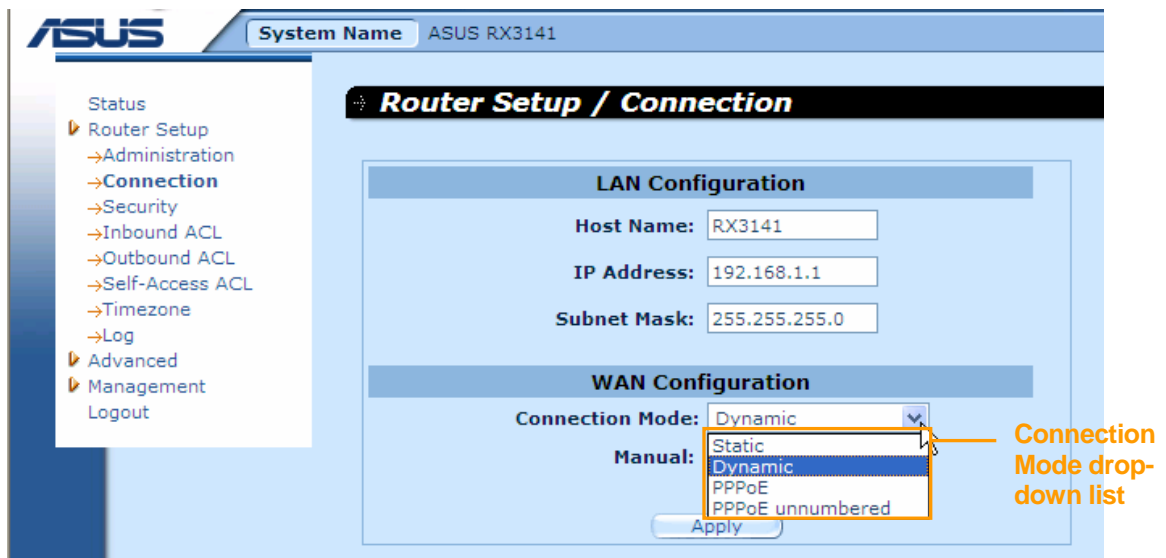 ASUS
System Name ASUS RX3141
Status
Router Setup
→Administration
→Connection
→Security
→Inbound ACL
→Outbound ACL
→Self-Access ACL
→Timezone
→Log
Advanced
Management
Logout
Router Setup / Connection
LAN Configuration
Host Name: RX3141
IP Address: 192.168.1.1
Subnet Mask: 255.255.255.0
WAN Configuration
Connection Mode: Dynamic
Manual:
Static
Dynamic
PPPoE
PPPoE unnumbered
Apply
Connection
Mode drop-
down list